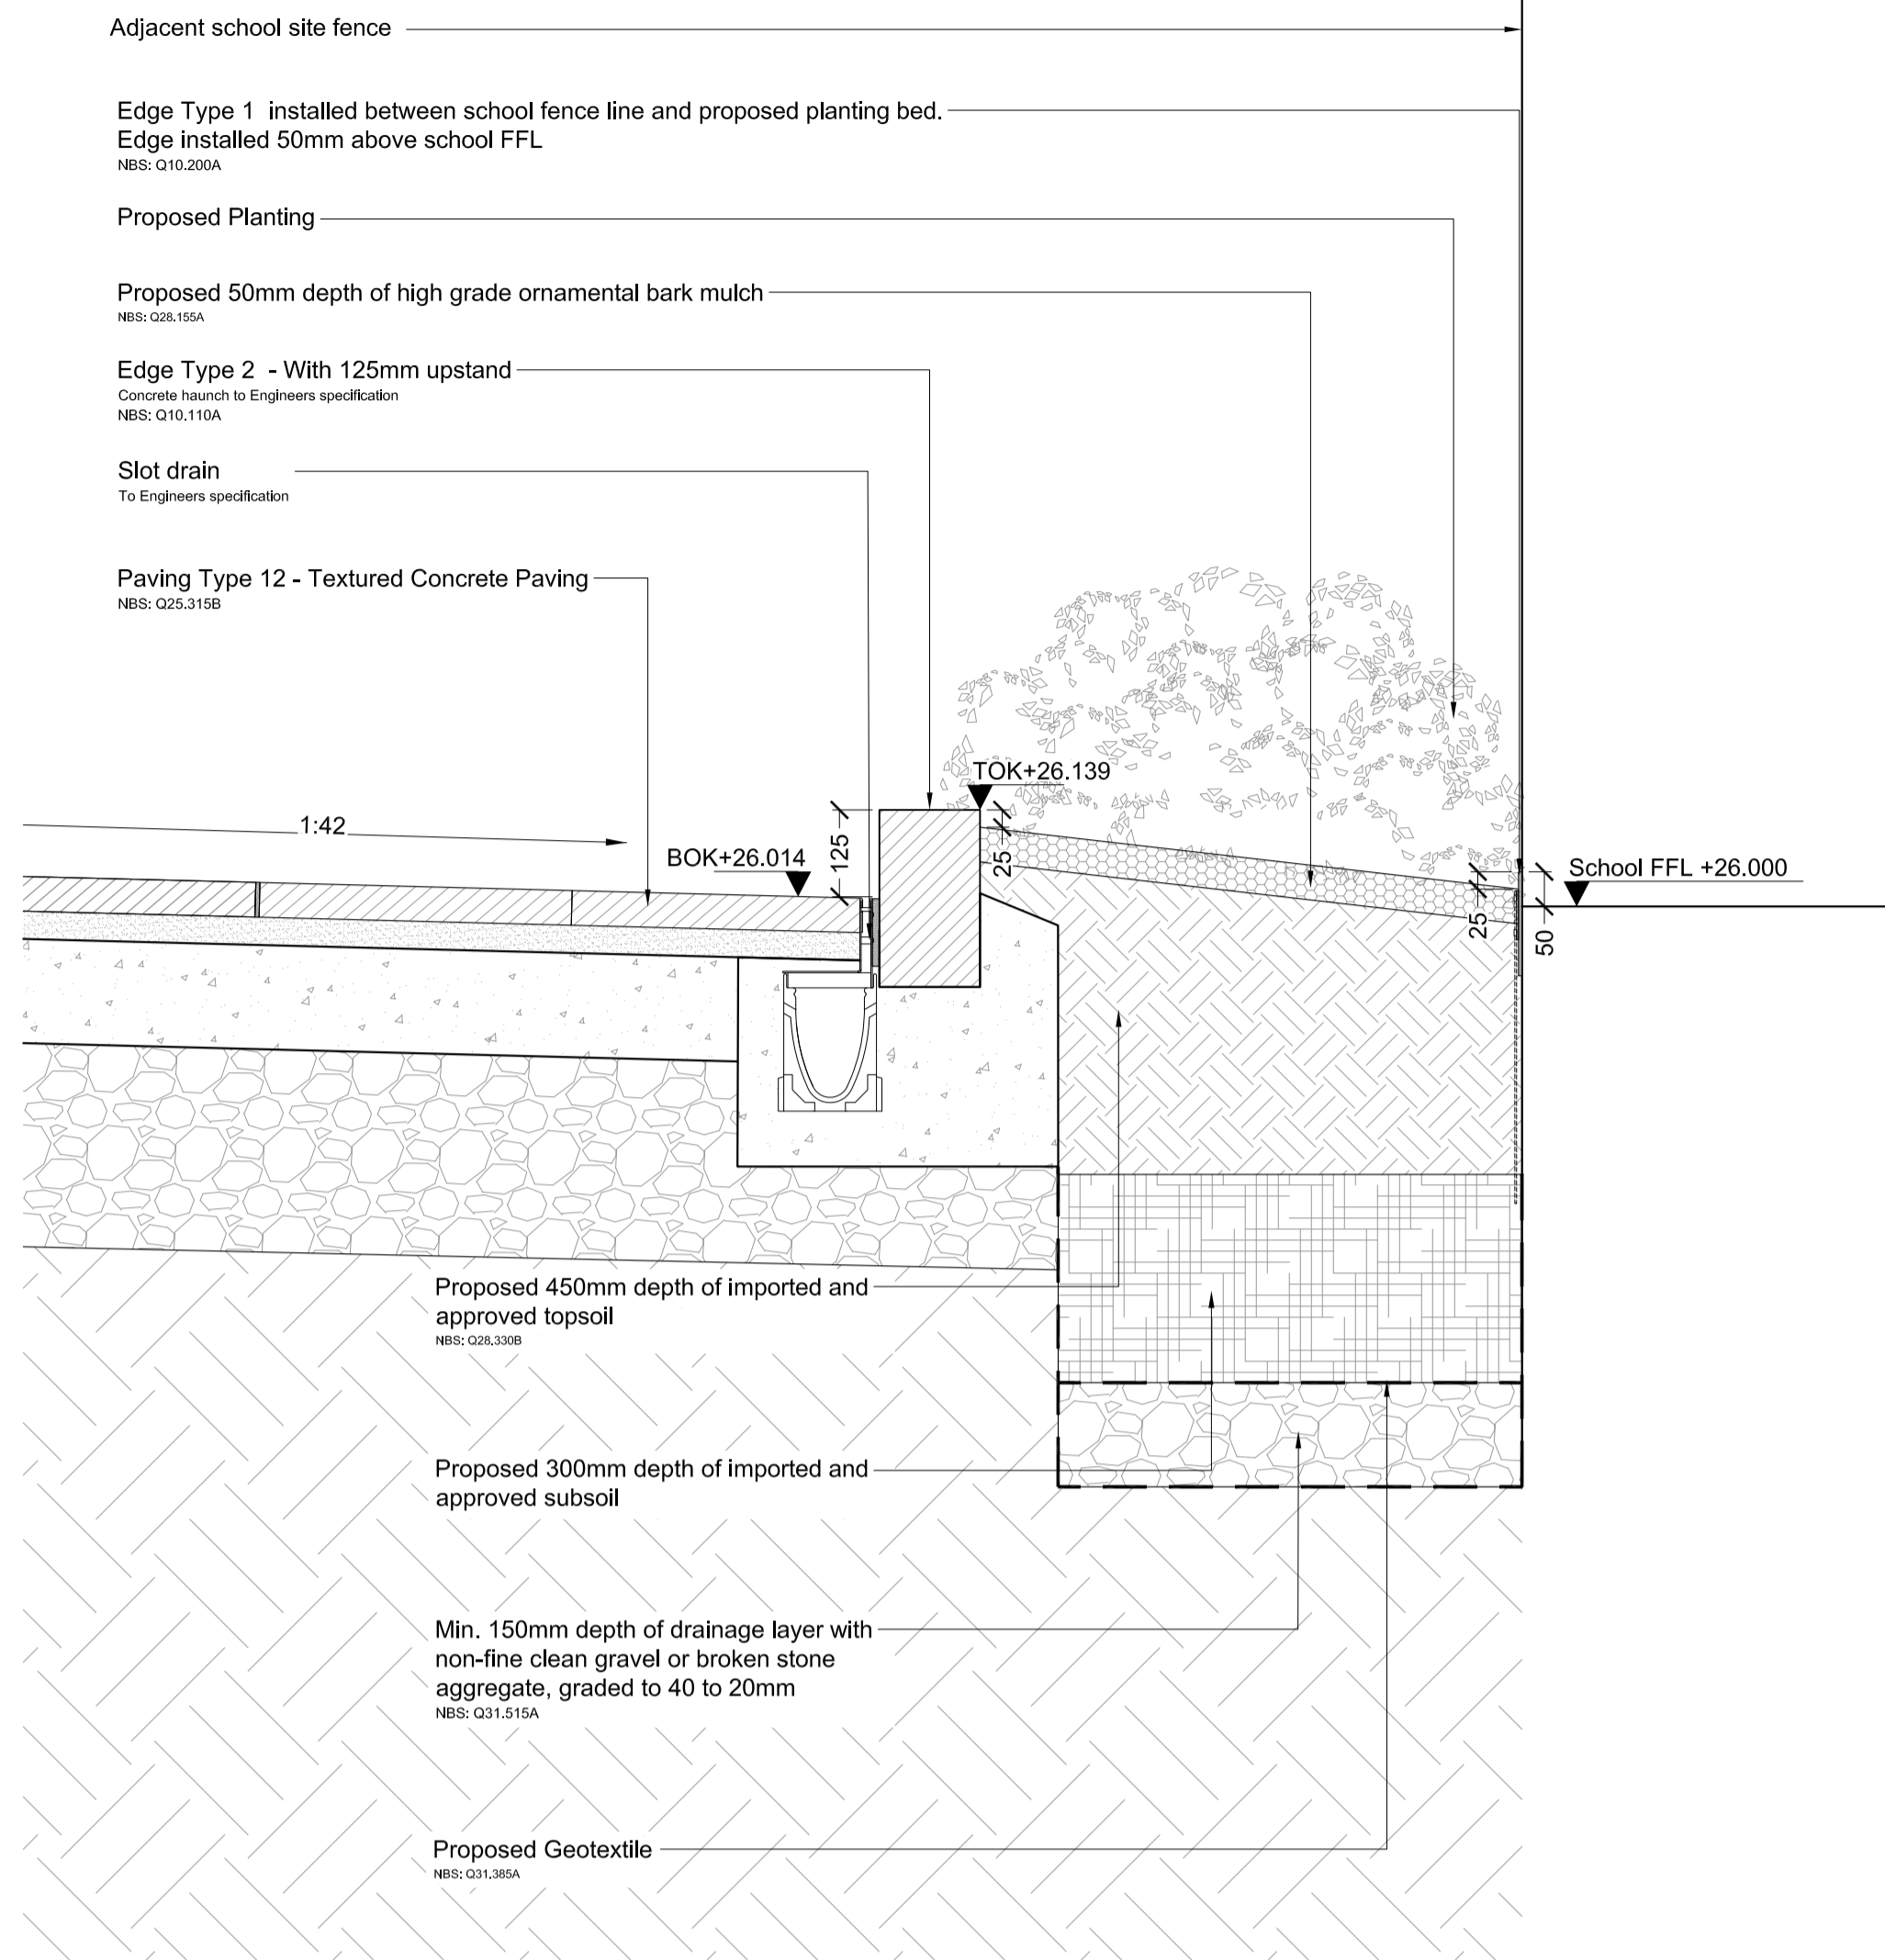 Adjacent school site fence
Edge Type 1 installed between school fence line and proposed planting bed.
Edge installed 50mm above school FFL
NBS: Q10.200A
Proposed Planting
Proposed 50mm depth of high grade ornamental bark mulch
NBS: Q28.155A
Edge Type 2 - With 125mm upstand
Concrete haunch to Engineers specification
NBS: Q10.110A
Slot drain
To Engineers specification
Paving Type 12 - Textured Concrete Paving
NBS: Q25.315B
TOK+26.139
1:42
125
25
BOK+26.014
School FFL +26.000
25
50
Proposed 450mm depth of imported and
approved topsoil
NBS: Q28.330B
Proposed 300mm depth of imported and
approved subsoil
Min. 150mm depth of drainage layer with
non-fine clean gravel or broken stone
aggregate, graded to 40 to 20mm
NBS: Q31.515A
Proposed Geotextile
NBS: Q31.385A